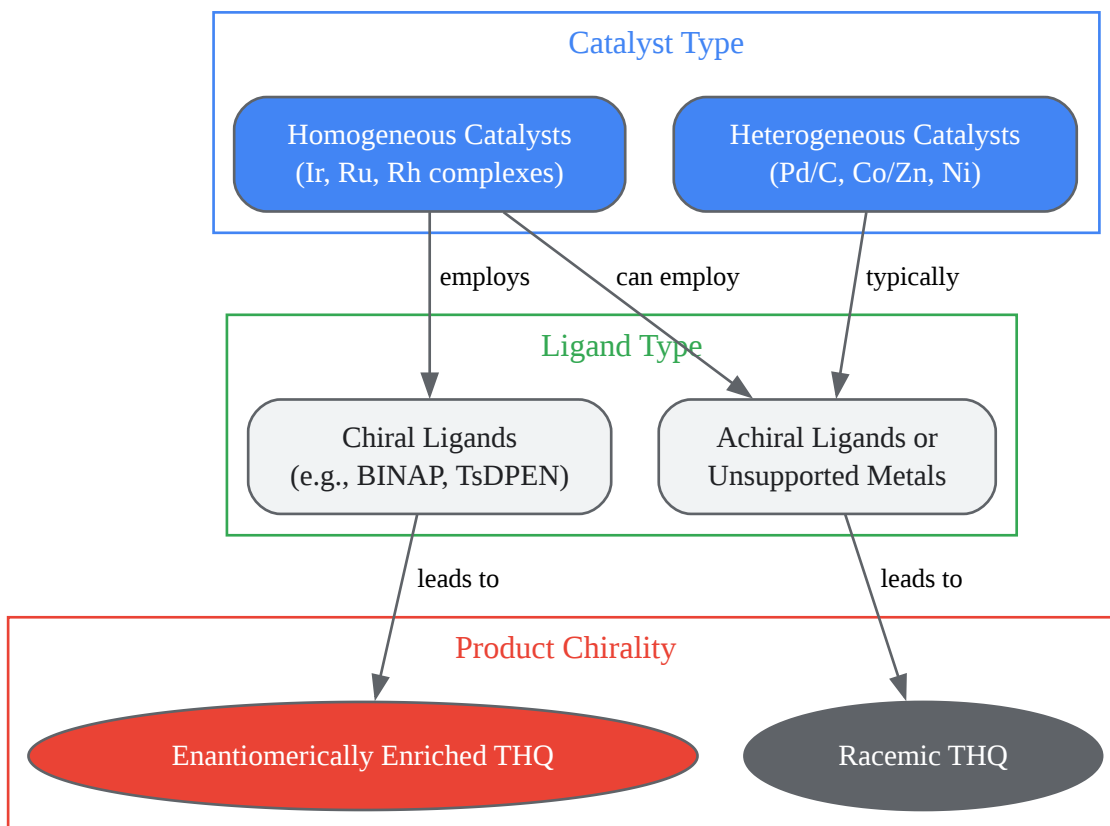 Catalyst Type
Homogeneous Catalysts
(Ir, Ru, Rh complexes)
Heterogeneous Catalysts
(Pd/C, Co/Zn, Ni)
employs
can employ
typically
Ligand Type
Chiral Ligands
(e.g., BINAP, TsDPEN)
Achiral Ligands or
Unsupported Metals
leads to
leads to
Product Chirality
Enantiomerically Enriched THQ
Racemic THQ